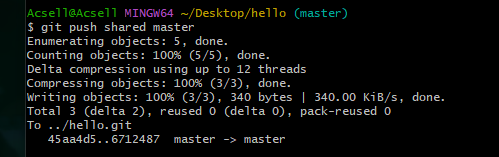 Acsell@Acsell MINGW64 ~/Desktop/hello (master)
$ git push shared master
Enumerating objects: 5, done.
Counting objects: 100% (5/5), done.
Delta compression using up to 12 threads
Compressing objects: 100% (3/3), done.
Writing objects: 100% (3/3), 340 bytes | 340.00 KiB/s, done.
Total 3 (delta 2), reused 0 (delta 0), pack-reused 0
To ../hello.git
   45aa4d5..6712487  master -> master